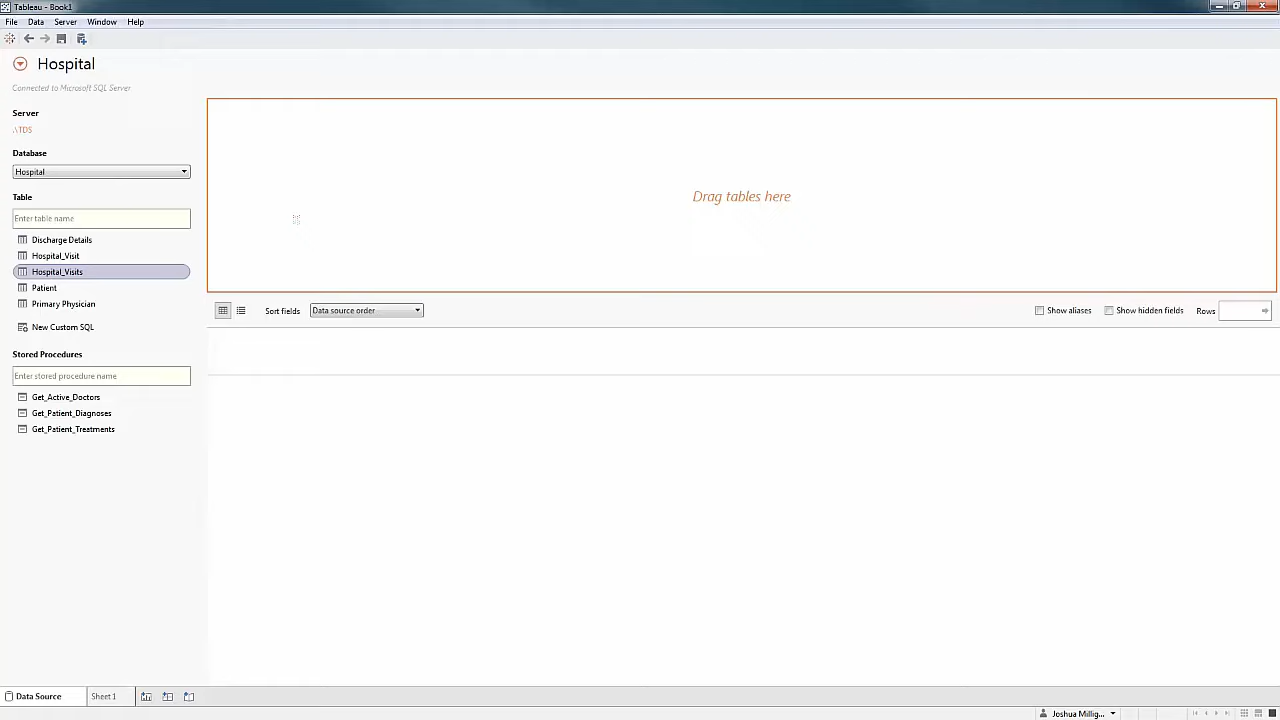 Tableau - Book1
File Data Server Window Help
Hospital
Connected to Microsoft SQL Server
Server
.\TDS
Database
Hospital
Table
Enter table name
Discharge Details
Hospital_Visit
Hospital_Visits
Patient
Primary Physician
New Custom SQL
Stored Procedures
Enter stored procedure name
Get_Active_Doctors
Get_Patient_Diagnoses
Get_Patient_Treatments
Drag tables here
Sort fields Data source order Show aliases Show hidden fields Rows
Data Source Sheet 1
Joshua Millig...